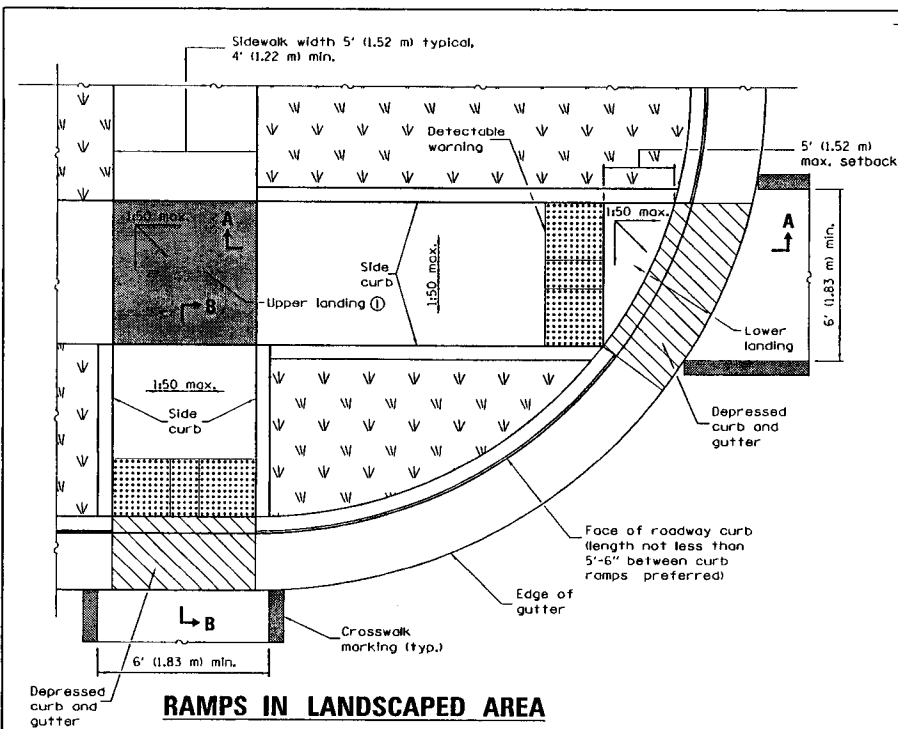 Sidewalk width 5' (1.52 m) typical,
4' (1.22 m) min.
Detectable
warning
5' (1.52 m)
max. setback
1:50 max.
A
1:50 max.
A
Side
curb
1:50 max.
B
Upper landing ①
6' (1.83 m) min.
Lower
landing
1:50 max.
Side
curb
Depressed
curb and
gutter
Face of roadway curb
(length not less than
5'-6" between curb
ramps preferred)
Edge of
gutter
B
Crosswalk
marking (typ.)
6' (1.83 m) min.
Depressed
curb and
gutter
RAMPS IN LANDSCAPED AREA